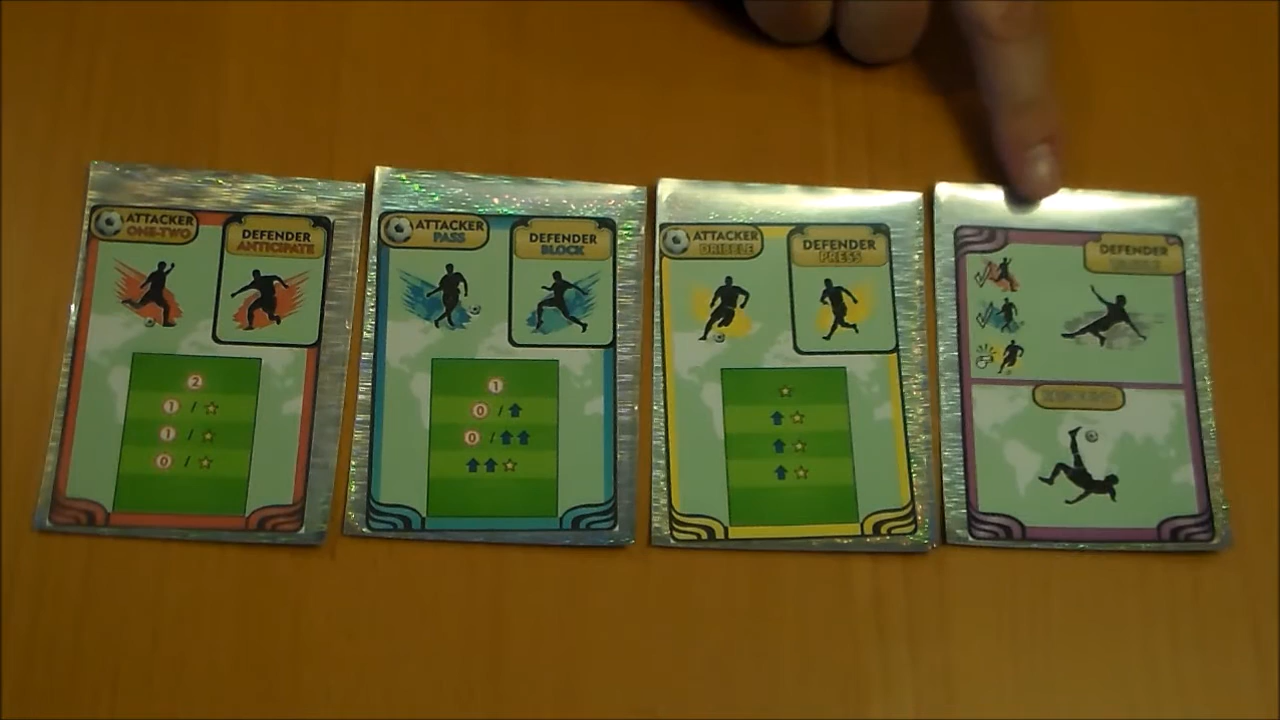 ATTACKER
ONE-TWO
DEFENDER
ANTICIPATE
2
1 /
1 /
0 /
ATTACKER
PASS
DEFENDER
BLOCK
1
0 /
0 /
ATTACKER
DRIBBLE
DEFENDER
PRESS
DEFENDER